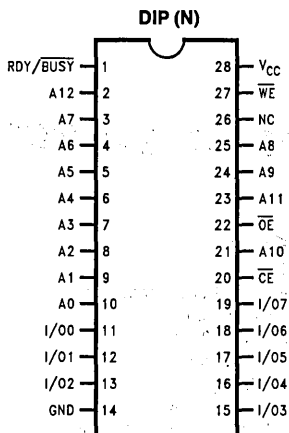 DIP (N)
RDY/BUSY 1 28 VCC
A12 2 27 WE
A7 3 26 NC
A6 4 25 A8
A5 5 24 A9
A4 6 23 A11
A3 7 22 OE
A2 8 21 A10
A1 9 20 CE
A0 10 19 I/O7
I/O0 11 18 I/O6
I/O1 12 17 I/O5
I/O2 13 16 I/O4
GND 14 15 I/O3